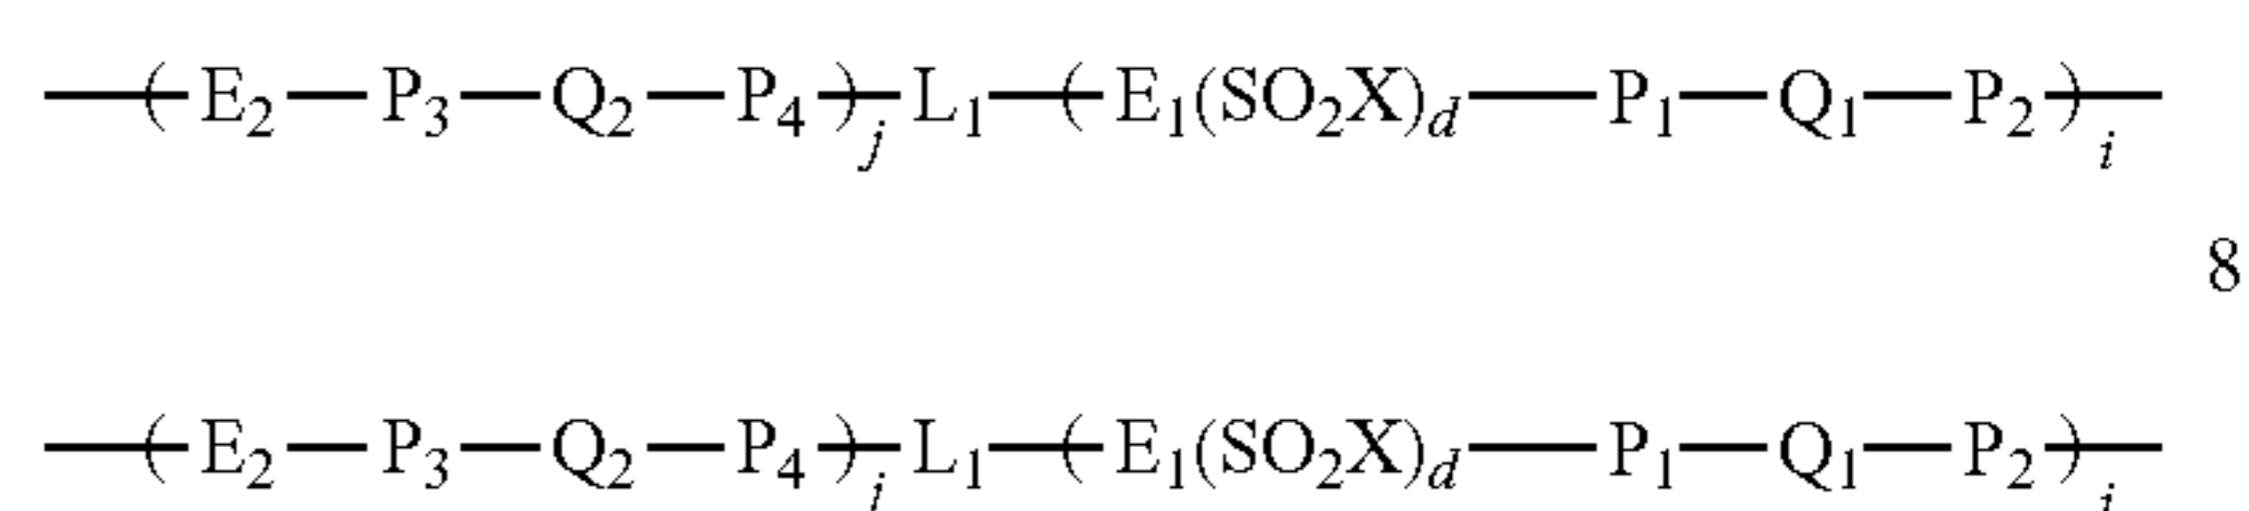 —( E₂—P₃—Q₂—P₄ )ⱼ L₁—( E₁(SO₂X)d—P₁—Q₁—P₂ )ᵢ—
8
—( E₂—P₃—Q₂—P₄ )ⱼ L₁—( E₁(SO₂X)d—P₁—Q₁—P₂ )ᵢ—